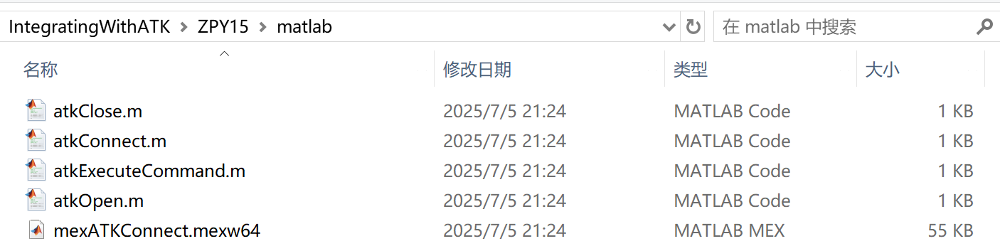 IntegratingWithATK > ZPY15 > matlab 在 matlab 中搜索
名称 修改日期 类型 大小
atkClose.m 2025/7/5 21:24 MATLAB Code 1 KB
atkConnect.m 2025/7/5 21:24 MATLAB Code 1 KB
atkExecuteCommand.m 2025/7/5 21:24 MATLAB Code 1 KB
atkOpen.m 2025/7/5 21:24 MATLAB Code 1 KB
mexATKConnect.mexw64 2025/7/5 21:24 MATLAB MEX 55 KB